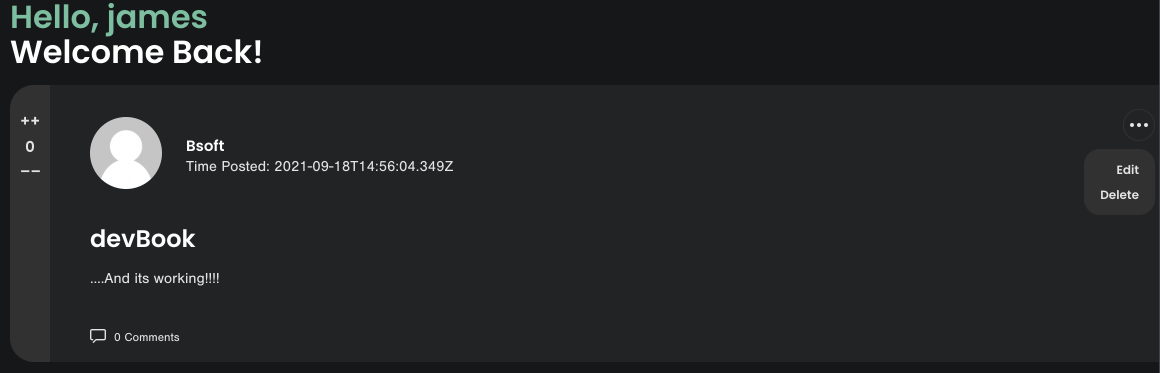 Hello, james
Welcome Back!
++
0
−−
Bsoft
Time Posted: 2021-09-18T14:56:04.349Z
•••
Edit
Delete
devBook
....And its working!!!!
0 Comments